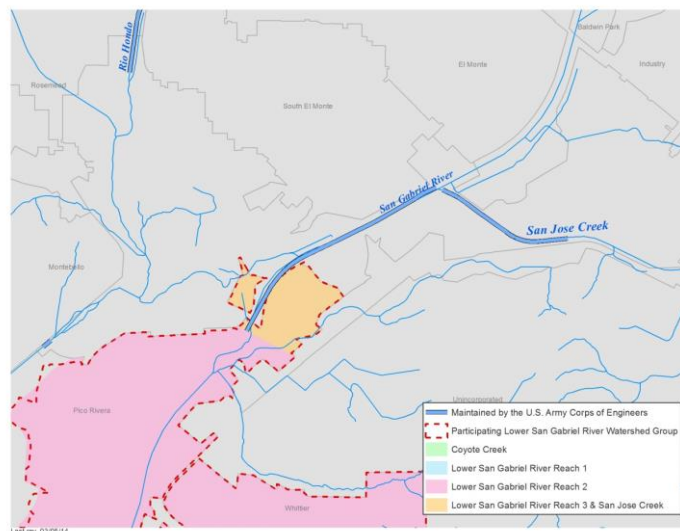 Baldwin Park
Rio Hondo
El Monte
Industry
Rosemead
South El Monte
San Gabriel River
San Jose Creek
Montebello
Pico Rivera
Unincorporated
Whittier
Maintained by the U.S. Army Corps of Engineers
Participating Lower San Gabriel River Watershed Group
Coyote Creek
Lower San Gabriel River Reach 1
Lower San Gabriel River Reach 2
Lower San Gabriel River Reach 3 & San Jose Creek